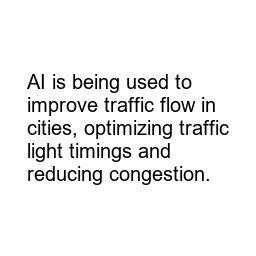 AI is being used to
improve traffic flow in
cities, optimizing traffic
light timings and
reducing congestion.